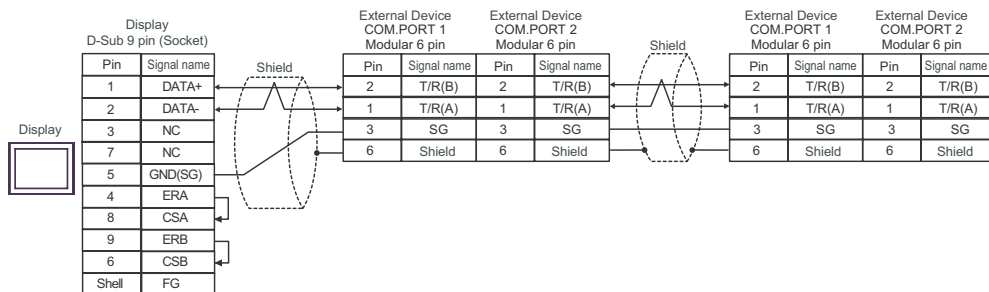 Display
D-Sub 9 pin (Socket)
External Device
COM.PORT 1
Modular 6 pin
External Device
COM.PORT 2
Modular 6 pin
External Device
COM.PORT 1
Modular 6 pin
External Device
COM.PORT 2
Modular 6 pin
Shield
Shield
Display
Pin Signal name
1 DATA+
2 DATA-
3 NC
7 NC
5 GND(SG)
4 ERA
8 CSA
9 ERB
6 CSB
Shell FG
Pin Signal name Pin Signal name
2 T/R(B) 2 T/R(B)
1 T/R(A) 1 T/R(A)
3 SG 3 SG
6 Shield 6 Shield
Pin Signal name Pin Signal name
2 T/R(B) 2 T/R(B)
1 T/R(A) 1 T/R(A)
3 SG 3 SG
6 Shield 6 Shield